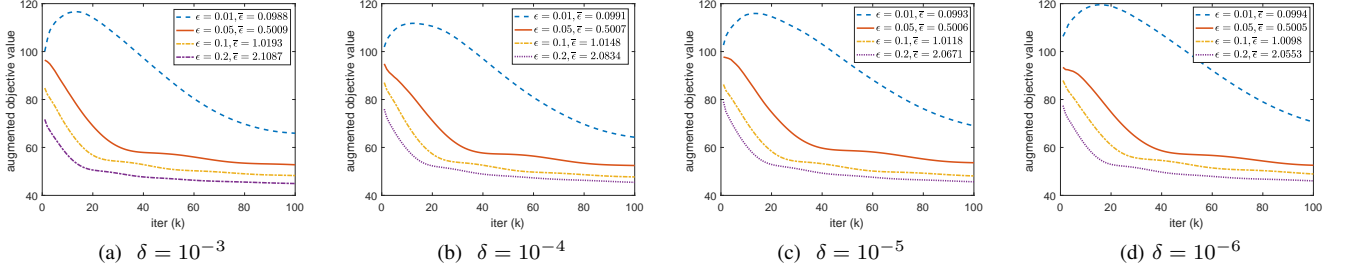 120
100
80
60
40
0
20
40
60
80
100
augmented objective value
iter (k)
ϵ = 0.01, ϵ̅ = 0.0988
ϵ = 0.05, ϵ̅ = 0.5009
ϵ = 0.1, ϵ̅ = 1.0193
ϵ = 0.2, ϵ̅ = 2.1087
(a) δ = 10⁻³
120
100
80
60
40
0
20
40
60
80
100
augmented objective value
iter (k)
ϵ = 0.01, ϵ̅ = 0.0991
ϵ = 0.05, ϵ̅ = 0.5007
ϵ = 0.1, ϵ̅ = 1.0148
ϵ = 0.2, ϵ̅ = 2.0834
(b) δ = 10⁻⁴
120
100
80
60
40
0
20
40
60
80
100
augmented objective value
iter (k)
ϵ = 0.01, ϵ̅ = 0.0993
ϵ = 0.05, ϵ̅ = 0.5006
ϵ = 0.1, ϵ̅ = 1.0118
ϵ = 0.2, ϵ̅ = 2.0671
(c) δ = 10⁻⁵
120
100
80
60
40
0
20
40
60
80
100
augmented objective value
iter (k)
ϵ = 0.01, ϵ̅ = 0.0994
ϵ = 0.05, ϵ̅ = 0.5005
ϵ = 0.1, ϵ̅ = 1.0098
ϵ = 0.2, ϵ̅ = 2.0553
(d) δ = 10⁻⁶